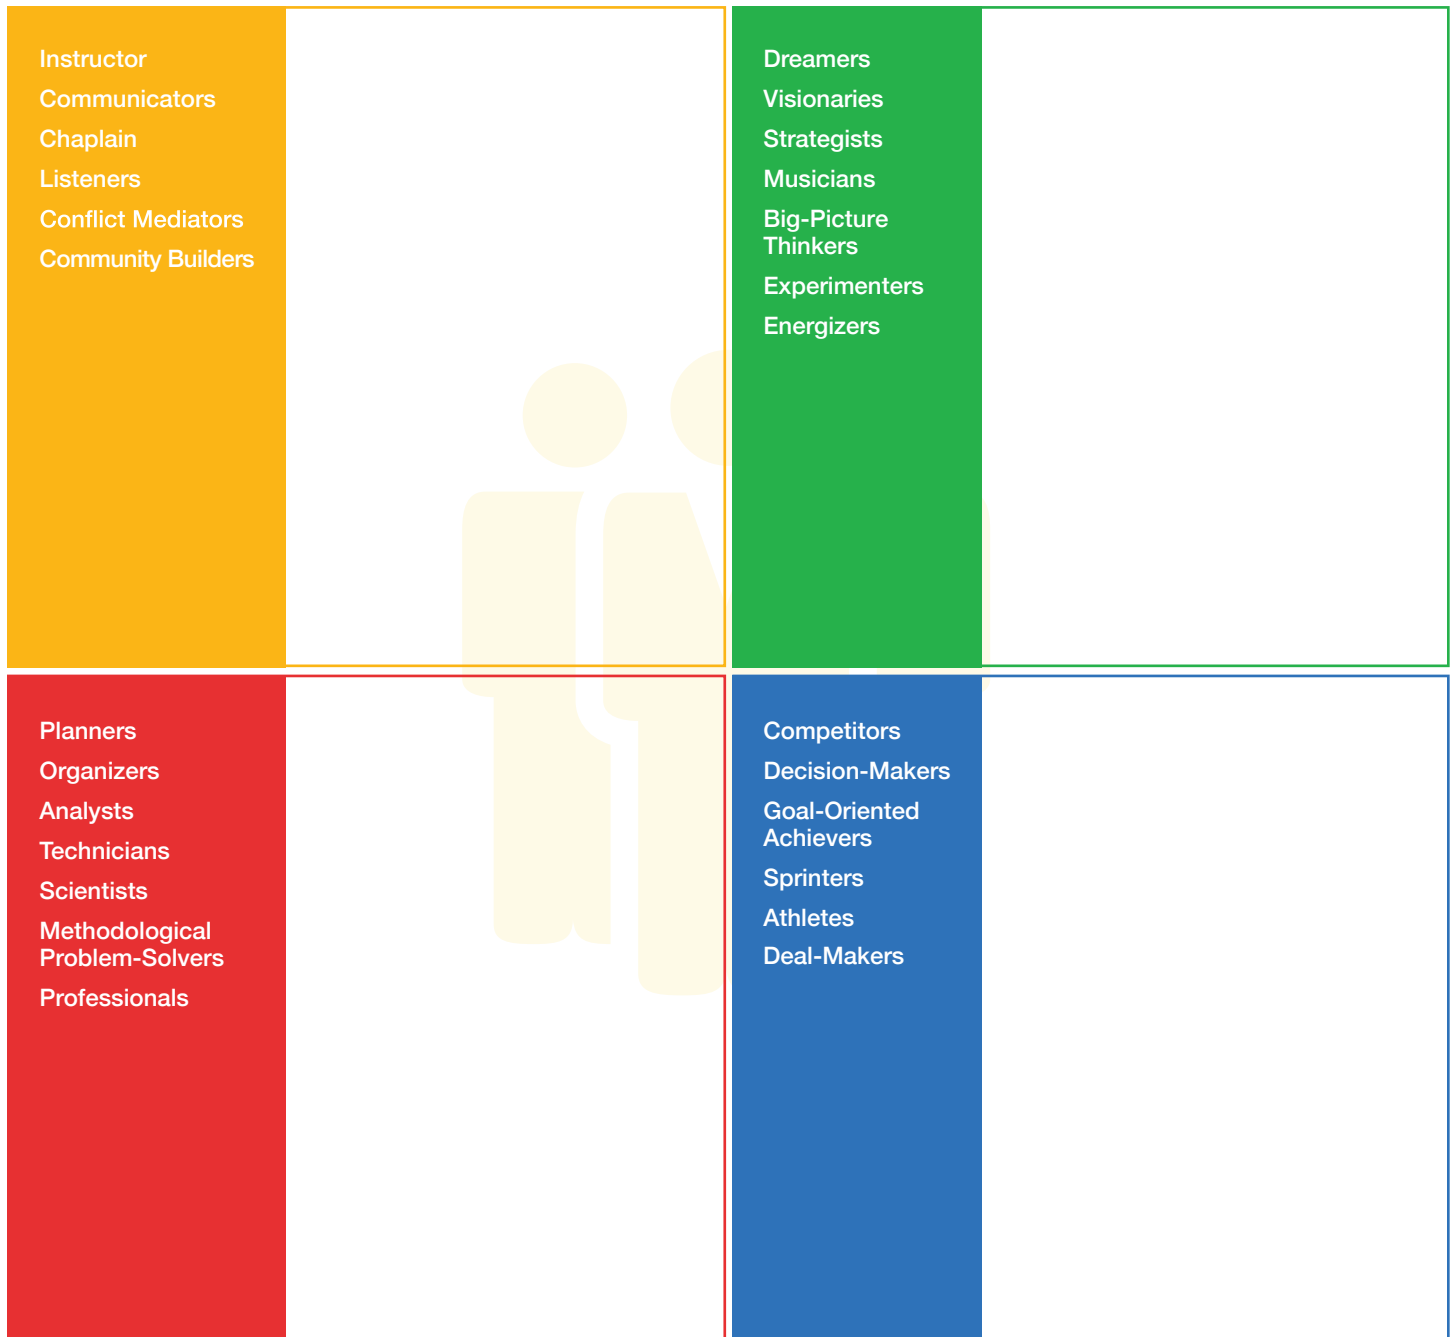 Instructor
Communicators
Chaplain
Listeners
Conflict Mediators
Community Builders
Dreamers
Visionaries
Strategists
Musicians
Big-Picture
Thinkers
Experimenters
Energizers
Planners
Organizers
Analysts
Technicians
Scientists
Methodological
Problem-Solvers
Professionals
Competitors
Decision-Makers
Goal-Oriented
Achievers
Sprinters
Athletes
Deal-Makers